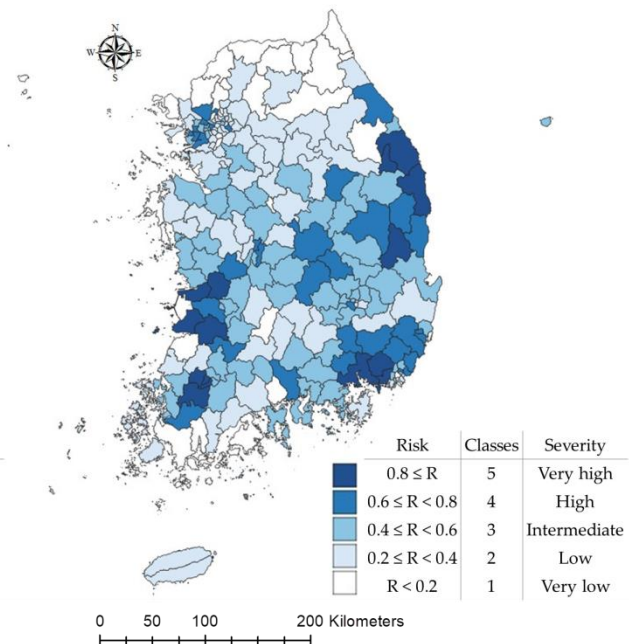 N
W E
S
Risk Classes Severity
0.8 ≤ R 5 Very high
0.6 ≤ R < 0.8 4 High
0.4 ≤ R < 0.6 3 Intermediate
0.2 ≤ R < 0.4 2 Low
R < 0.2 1 Very low
0 50 100 200 Kilometers